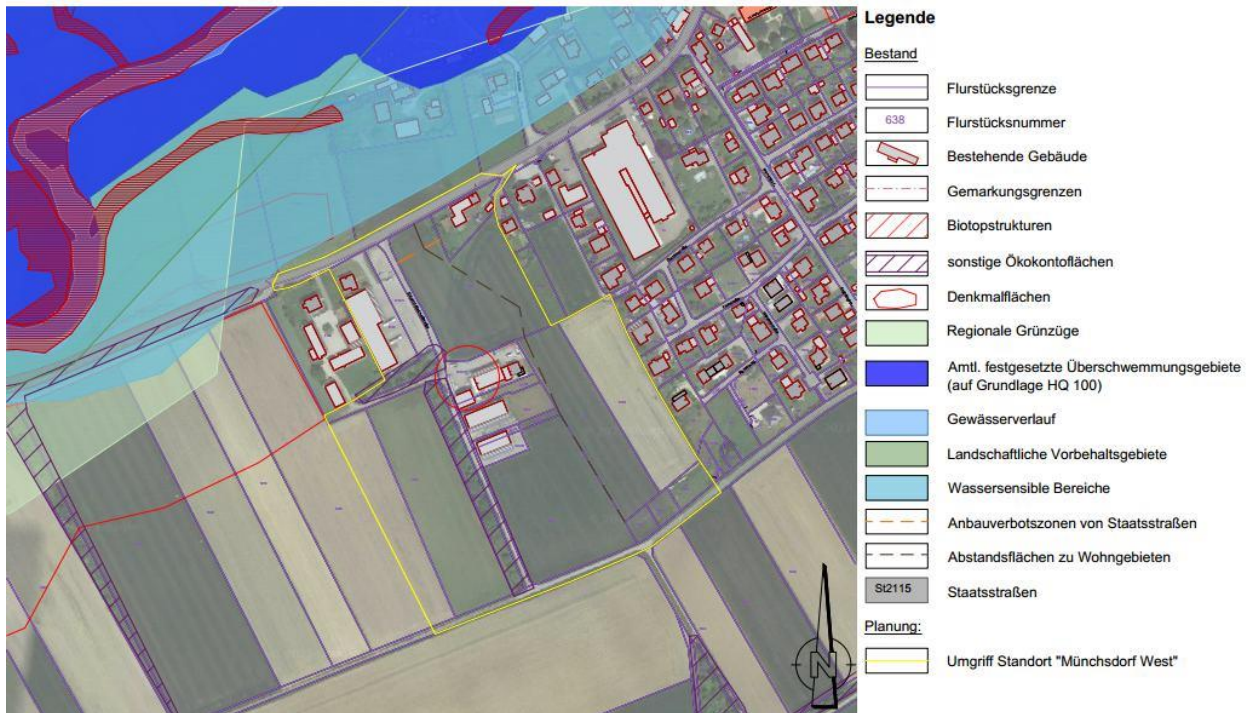 Legende
Bestand
Flurstücksgrenze
638
Flurstücksnummer
Bestehende Gebäude
Gemarkungsgrenzen
Biotopstrukturen
sonstige Ökokontoflächen
Denkmalflächen
Regionale Grünzüge
Amtl. festgesetzte Überschwemmungsgebiete
(auf Grundlage HQ 100)
Gewässerverlauf
Landschaftliche Vorbehaltsgebiete
Wassersensible Bereiche
Anbauverbotszonen von Staatsstraßen
Abstandsflächen zu Wohngebieten
St2115
Staatsstraßen
Planung:
Umgriff Standort "Münchsdorf West"
N